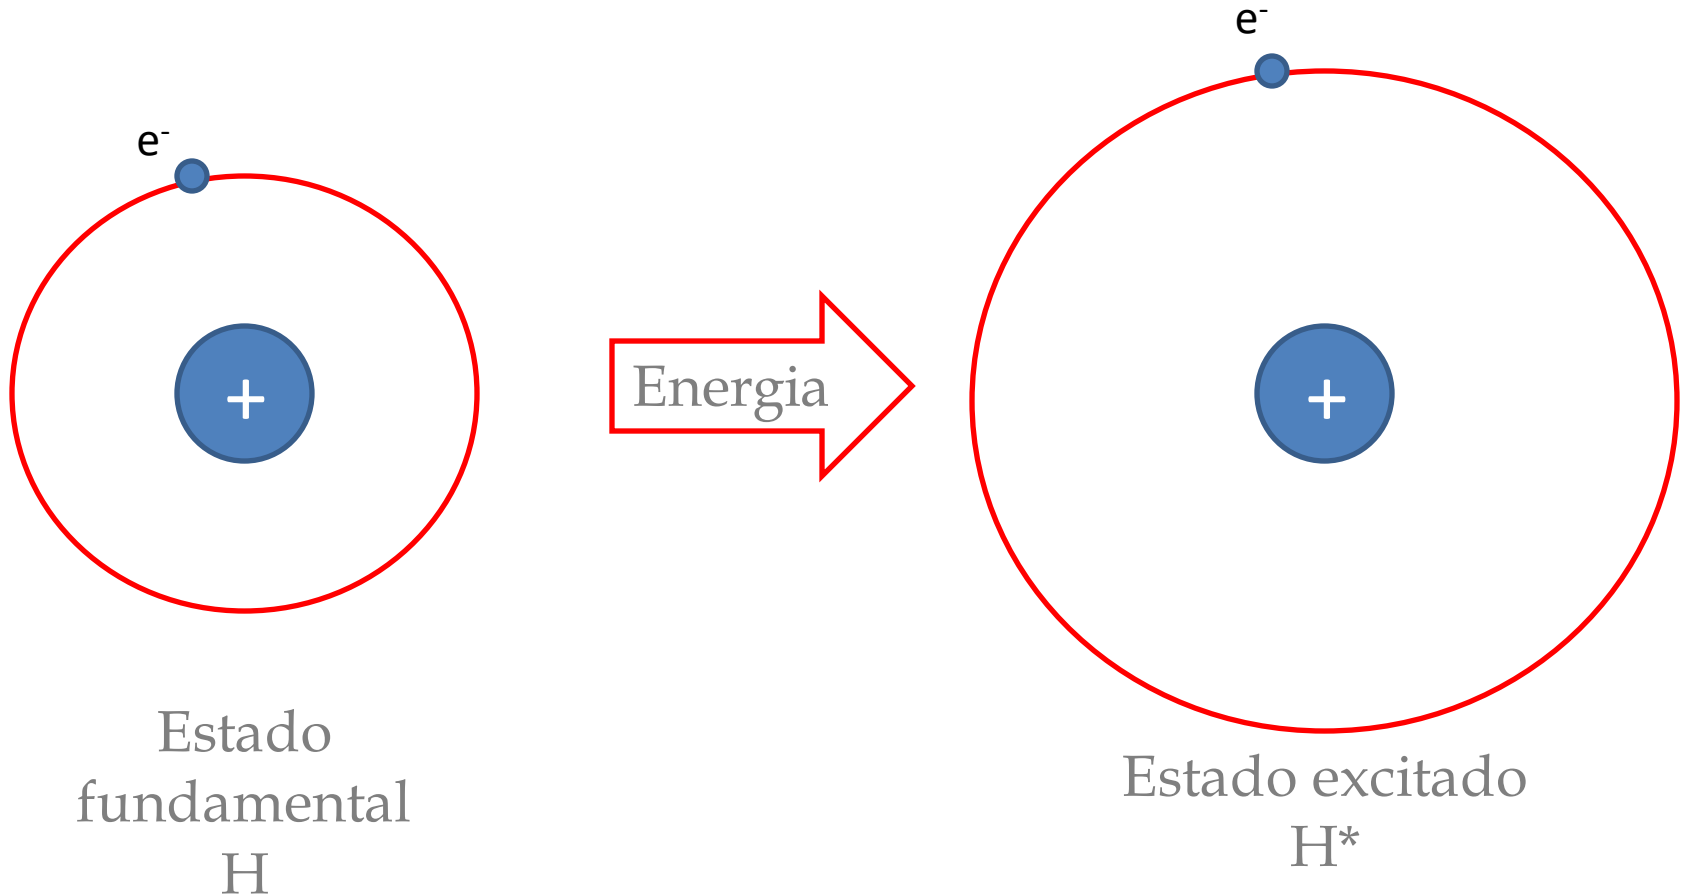 e-
+
Estado
fundamental
H
Energia
e-
+
Estado excitado
H*